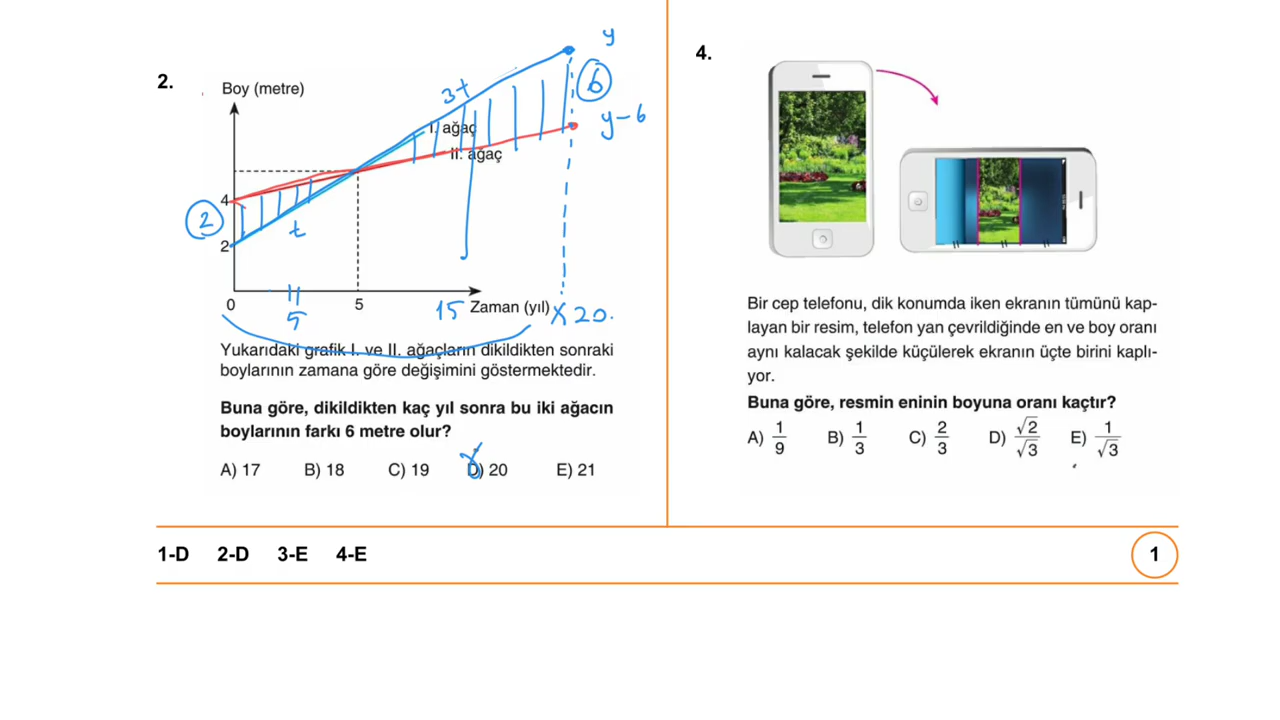 2.
Boy (metre)
y
6
y-6
3t
I. ağaç
II. ağaç
4
2
2
t
0
5
15
Zaman (yıl)
X 20.
5
Yukarıdaki grafik I. ve II. ağaçların dikildikten sonraki
boylarının zamana göre değişimini göstermektedir.
Buna göre, dikildikten kaç yıl sonra bu iki ağacın
boylarının farkı 6 metre olur?
A) 17 B) 18 C) 19 D) 20 E) 21
4.
Bir cep telefonu, dik konumda iken ekranın tümünü kap-
layan bir resim, telefon yan çevrildiğinde en ve boy oranı
aynı kalacak şekilde küçülerek ekranın üçte birini kaplı-
yor.
Buna göre, resmin eninin boyuna oranı kaçtır?
A) 1/9 B) 1/3 C) 2/3 D) √2/√3 E) 1/√3
1-D 2-D 3-E 4-E
1